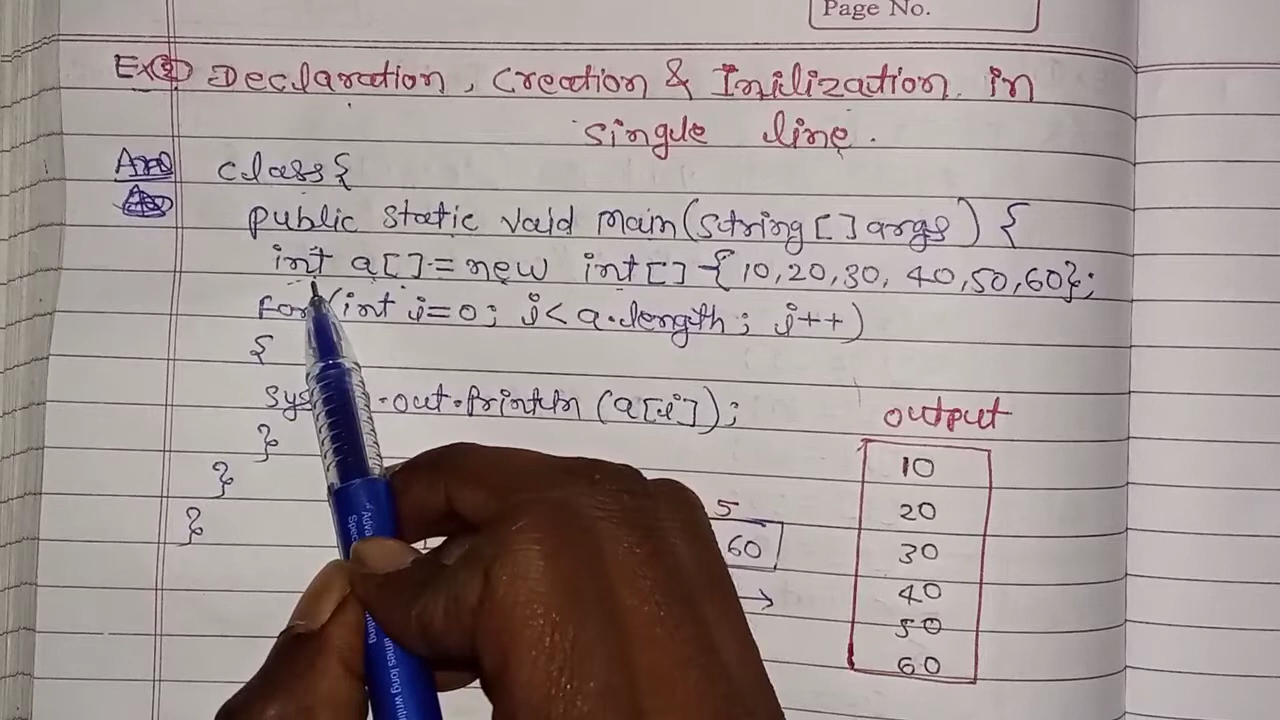 Page No.
Ex③ Declaration, Creation & Inilization in
single line.
Ans class{
public static void main(string[]args) {
int a[]=new int[]{10,20,30, 40,50,60};
for(int i=0; i<a.length; i++)
{
out.println(a[i]);
output
}
10
}
20
5
}
60
30
40
50
60